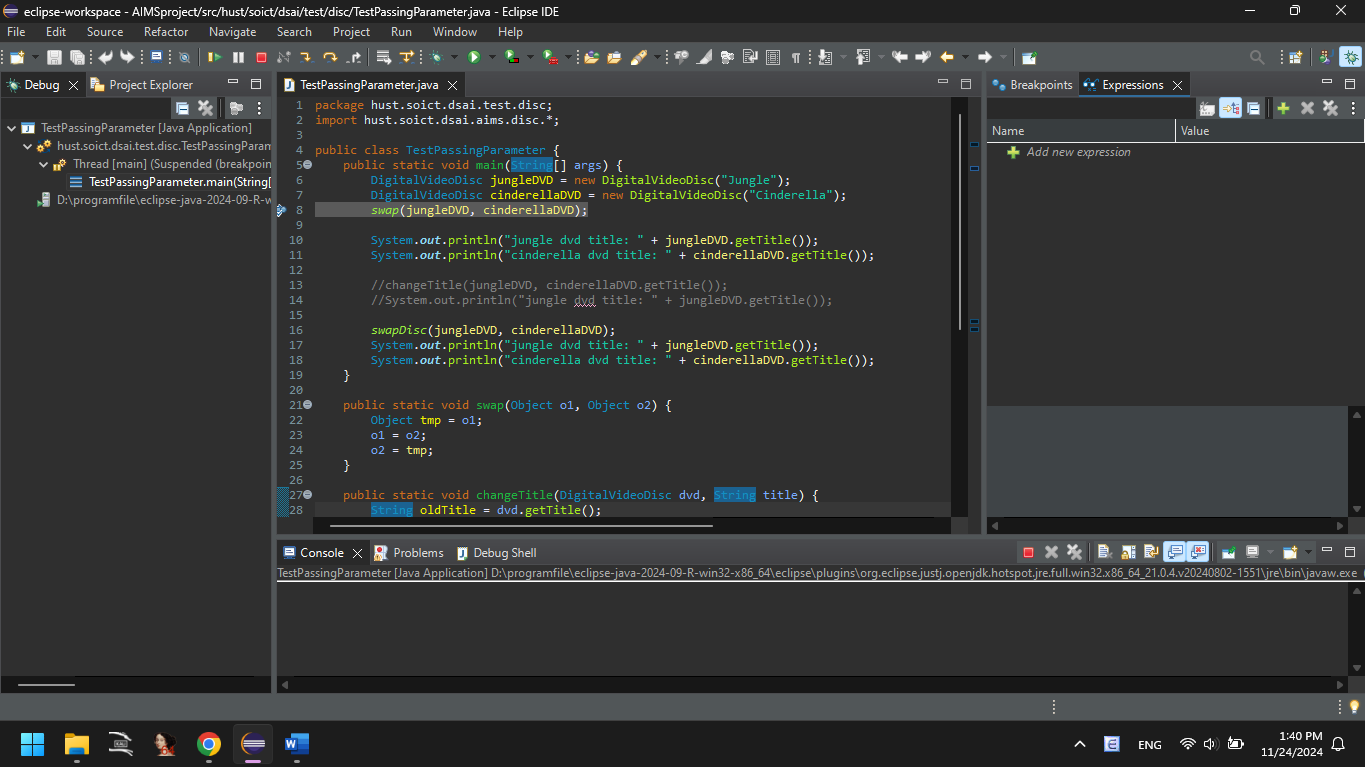 eclipse-workspace - AIMSproject/src/hust/soict/dsai/test/disc/TestPassingParameter.java - Eclipse IDE
File Edit Source Refactor Navigate Search Project Run Window Help
Debug Project Explorer
TestPassingParameter [Java Application]
hust.soict.dsai.test.disc.TestPassingParam
Thread [main] (Suspended (breakpoin
TestPassingParameter.main(String[
D:\programfile\eclipse-java-2024-09-R-w
TestPassingParameter.java
1 package hust.soict.dsai.test.disc;
2 import hust.soict.dsai.aims.disc.*;
3
4 public class TestPassingParameter {
5 public static void main(String[] args) {
6 DigitalVideoDisc jungleDVD = new DigitalVideoDisc("Jungle");
7 DigitalVideoDisc cinderellaDVD = new DigitalVideoDisc("Cinderella");
8 swap(jungleDVD, cinderellaDVD);
9
10 System.out.println("jungle dvd title: " + jungleDVD.getTitle());
11 System.out.println("cinderella dvd title: " + cinderellaDVD.getTitle());
12
13 //changeTitle(jungleDVD, cinderellaDVD.getTitle());
14 //System.out.println("jungle dvd title: " + jungleDVD.getTitle());
15
16 swapDisc(jungleDVD, cinderellaDVD);
17 System.out.println("jungle dvd title: " + jungleDVD.getTitle());
18 System.out.println("cinderella dvd title: " + cinderellaDVD.getTitle());
19 }
20
21 public static void swap(Object o1, Object o2) {
22 Object tmp = o1;
23 o1 = o2;
24 o2 = tmp;
25 }
26
27 public static void changeTitle(DigitalVideoDisc dvd, String title) {
28 String oldTitle = dvd.getTitle();
Breakpoints Expressions
Name Value
Add new expression
Console Problems Debug Shell
TestPassingParameter [Java Application] D:\programfile\eclipse-java-2024-09-R-win32-x86_64\eclipse\plugins\org.eclipse.justj.openjdk.hotspot.jre.full.win32.x86_64_21.0.4.v20240802-1551\jre\bin\javaw.exe (
ENG
1:40 PM
11/24/2024